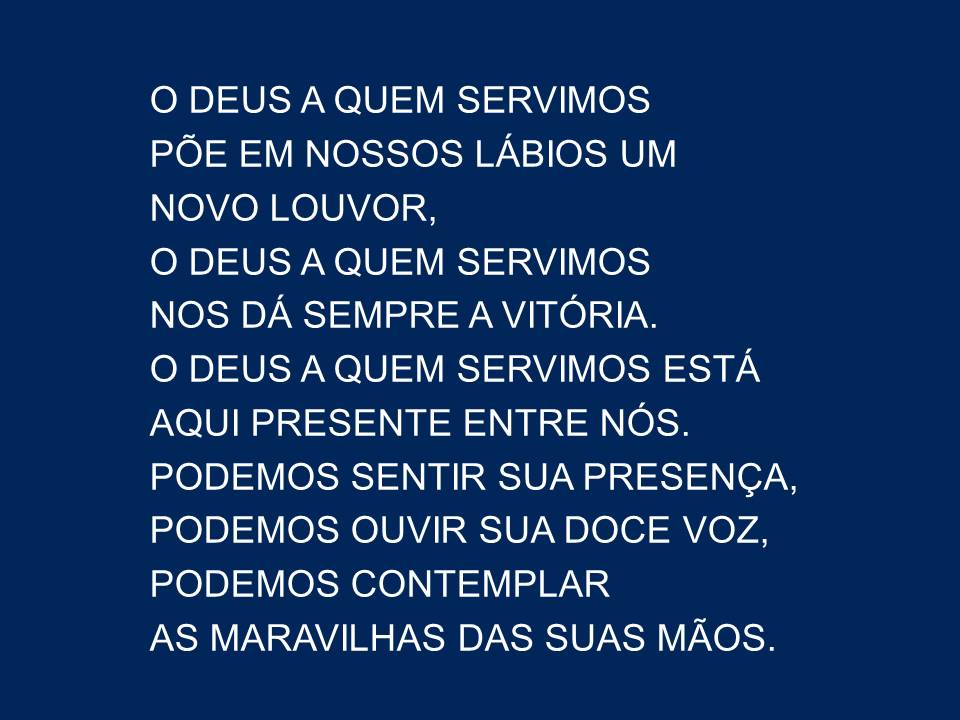 O DEUS A QUEM SERVIMOS
PÕE EM NOSSOS LÁBIOS UM
NOVO LOUVOR,
O DEUS A QUEM SERVIMOS
NOS DÁ SEMPRE A VITÓRIA.
O DEUS A QUEM SERVIMOS ESTÁ
AQUI PRESENTE ENTRE NÓS.
PODEMOS SENTIR SUA PRESENÇA,
PODEMOS OUVIR SUA DOCE VOZ,
PODEMOS CONTEMPLAR
AS MARAVILHAS DAS SUAS MÃOS.